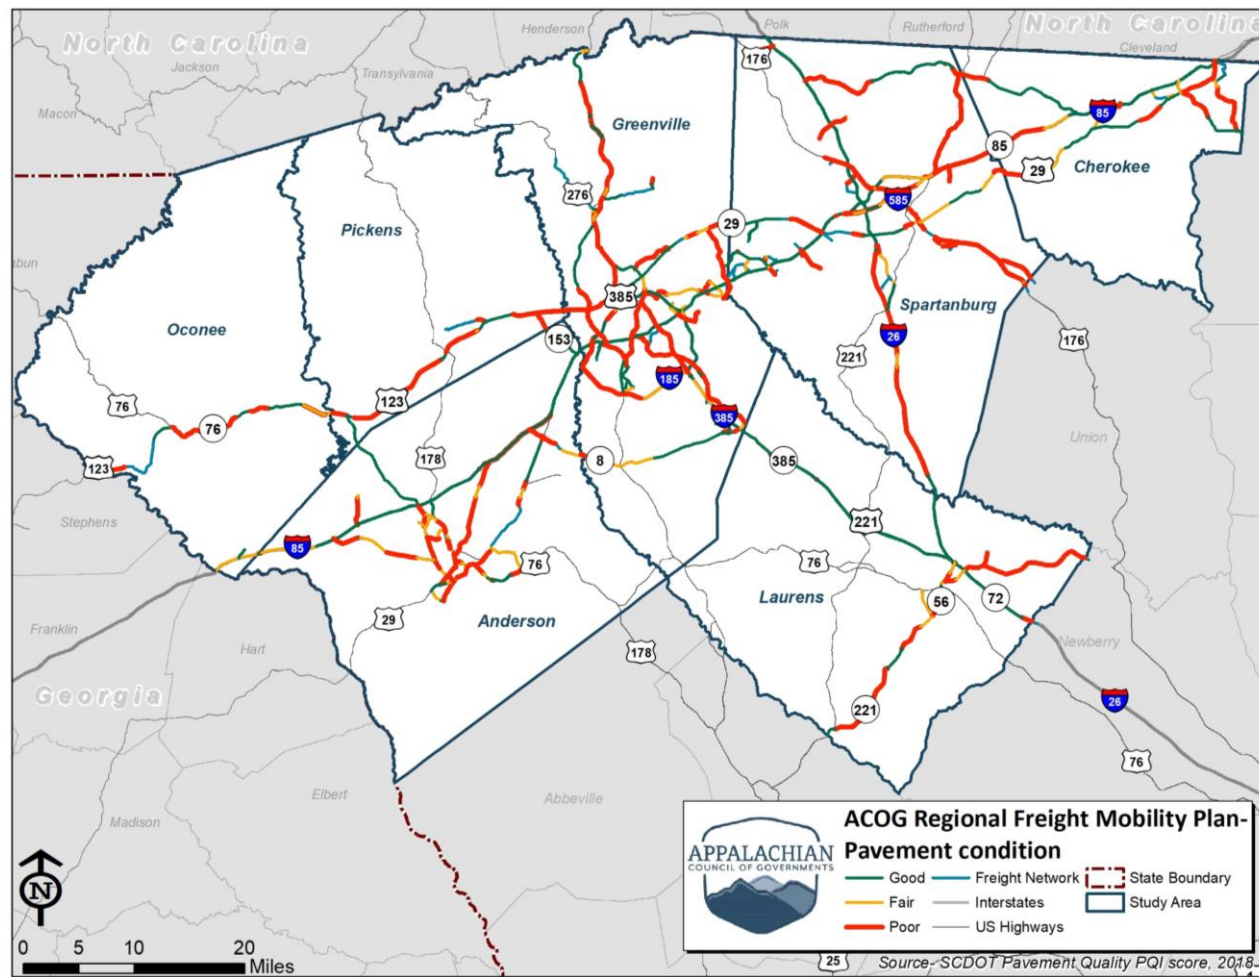 North Carolina
Henderson
Polk
Rutherford
North Carolina
Cleveland
Jackson
Transylvania
176
Macon
Greenville
85
85
Cherokee
29
276
585
Pickens
29
385
Spartanburg
Oconee
153
26
221
176
76
123
185
385
76
178
8
385
Union
123
221
Stephens
85
76
76
Laurens
56
72
29
Anderson
Franklin
Hart
Newberry
178
Georgia
221
26
76
Elbert
Abbeville
Madison
ACOG Regional Freight Mobility Plan-
Pavement condition
APPALACHIAN
COUNCIL OF GOVERNMENTS
Good
Freight Network
State Boundary
Fair
Interstates
Study Area
Poor
US Highways
N
0 5 10 20
Miles
25
Source- SCDOT Pavement Quality PQI score, 2018